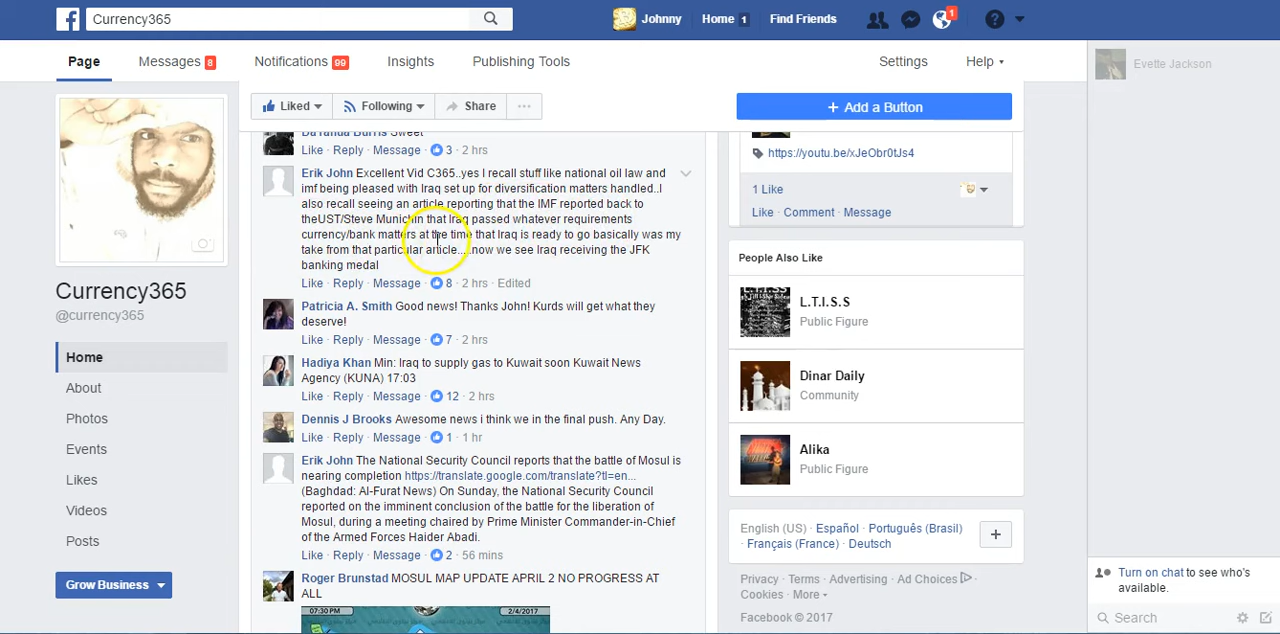 Currency365
Johnny
Home 1
Find Friends
1
Page
Messages 8
Notifications 99
Insights
Publishing Tools
Settings
Help
Liked
Following
Share
+ Add a Button
Evette Jackson
Currency365
@currency365
Home
About
Photos
Events
Likes
Videos
Posts
Grow Business
DaTanda Burris Sweet
Like · Reply · Message · 3 · 2 hrs
Erik John Excellent Vid C365..yes I recall stuff like national oil law and
imf being pleased with Iraq set up for diversification matters handled..I
also recall seeing an article reporting that the IMF reported back to
theUST/Steve Munichin that Iraq passed whatever requirements
currency/bank matters at the time that Iraq is ready to go basically was my
take from that particular article.....now we see Iraq receiving the JFK
banking medal
Like · Reply · Message · 8 · 2 hrs · Edited
Patricia A. Smith Good news! Thanks John! Kurds will get what they
deserve!
Like · Reply · Message · 7 · 2 hrs
Hadiya Khan Min: Iraq to supply gas to Kuwait soon Kuwait News
Agency (KUNA) 17:03
Like · Reply · Message · 12 · 2 hrs
Dennis J Brooks Awesome news i think we in the final push. Any Day.
Like · Reply · Message · 1 · 1 hr
Erik John The National Security Council reports that the battle of Mosul is
nearing completion https://translate.google.com/translate?tl=en...
(Baghdad: Al-Furat News) On Sunday, the National Security Council
reported on the imminent conclusion of the battle for the liberation of
Mosul, during a meeting chaired by Prime Minister Commander-in-Chief
of the Armed Forces Haider Abadi.
Like · Reply · Message · 2 · 56 mins
Roger Brunstad MOSUL MAP UPDATE APRIL 2 NO PROGRESS AT
ALL
07:30 PM
2/4/2017
https://youtu.be/xJeObr0tJs4
1 Like
Like · Comment · Message
People Also Like
L.T.I.S.S
Public Figure
Dinar Daily
Community
Alika
Public Figure
English (US) · Español · Português (Brasil)
· Français (France) · Deutsch
Privacy · Terms · Advertising · Ad Choices ·
Cookies · More
Facebook © 2017
Turn on chat to see who's
available.
Search